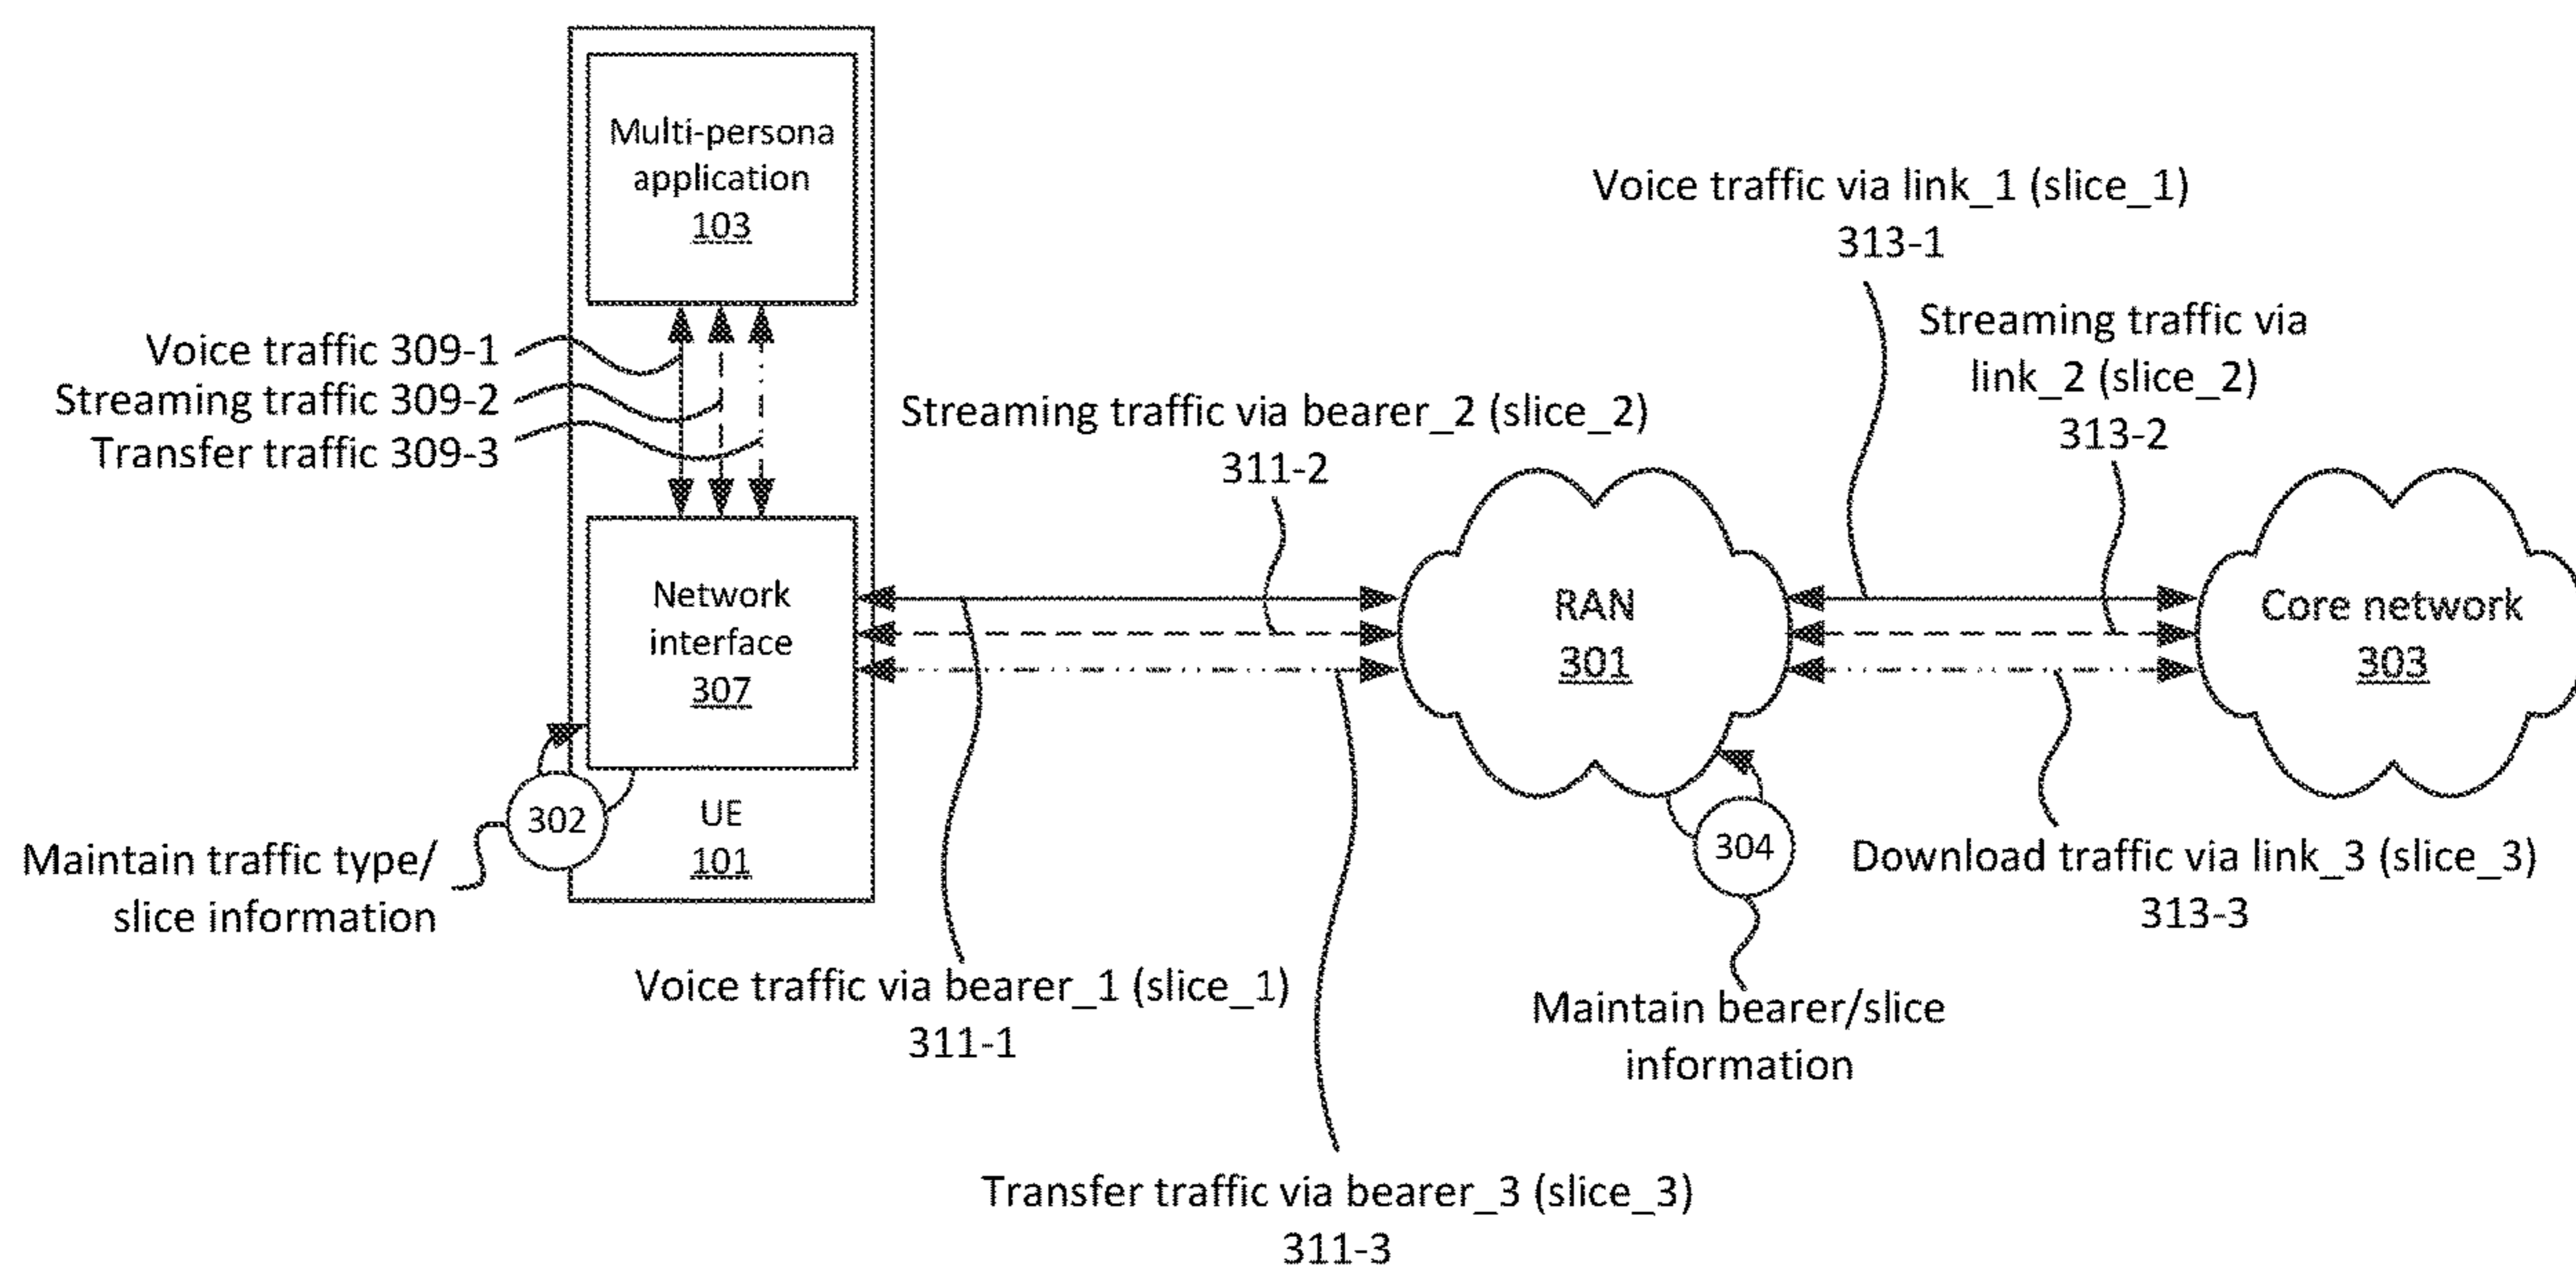 Multi-persona
application
103
Voice traffic 309-1
Streaming traffic 309-2
Transfer traffic 309-3
Network
interface
307
302
UE
101
Maintain traffic type/
slice information
Streaming traffic via bearer_2 (slice_2)
311-2
Voice traffic via bearer_1 (slice_1)
311-1
Transfer traffic via bearer_3 (slice_3)
311-3
RAN
301
304
Maintain bearer/slice
information
Voice traffic via link_1 (slice_1)
313-1
Streaming traffic via
link_2 (slice_2)
313-2
Core network
303
Download traffic via link_3 (slice_3)
313-3